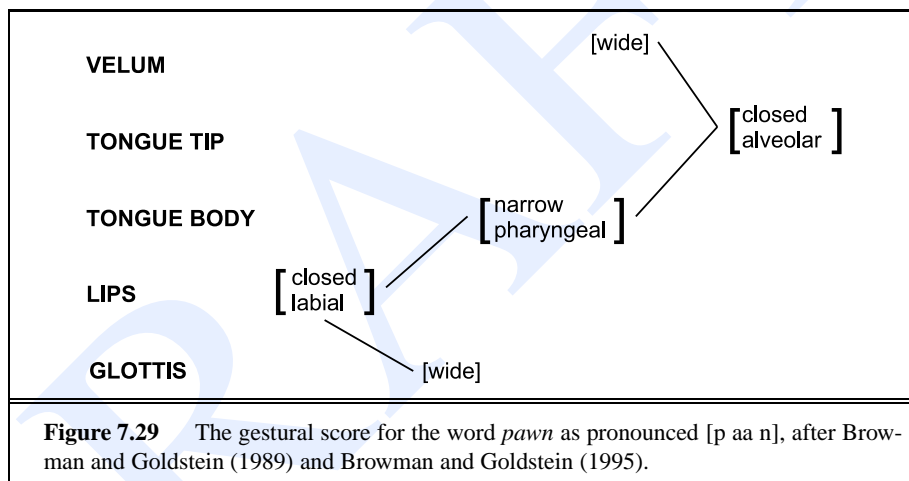 [wide]
VELUM
[closed
alveolar]
TONGUE TIP
[narrow
pharyngeal]
TONGUE BODY
[closed
labial]
LIPS
GLOTTIS [wide]
Figure 7.29 The gestural score for the word pawn as pronounced [p aa n], after Brow-
man and Goldstein (1989) and Browman and Goldstein (1995).